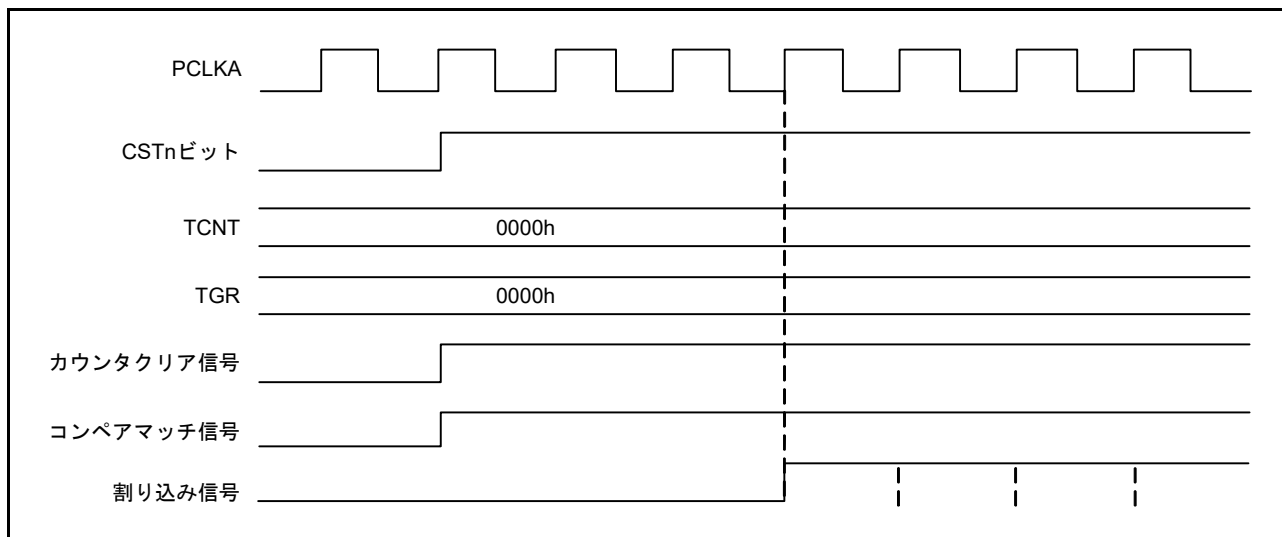 PCLKA
CSTnビット
TCNT 0000h
TGR 0000h
カウンタクリア信号
コンペアマッチ信号
割り込み信号